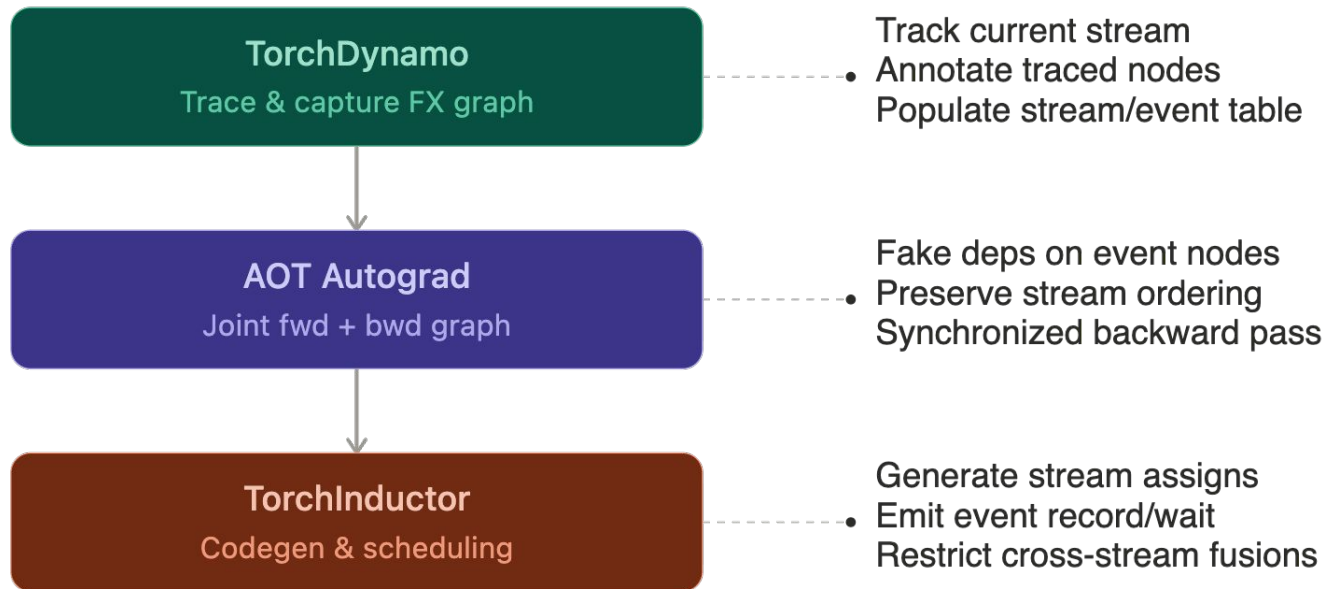 TorchDynamo
Trace & capture FX graph
Track current stream
Annotate traced nodes
Populate stream/event table
AOT Autograd
Joint fwd + bwd graph
Fake deps on event nodes
Preserve stream ordering
Synchronized backward pass
TorchInductor
Codegen & scheduling
Generate stream assigns
Emit event record/wait
Restrict cross-stream fusions